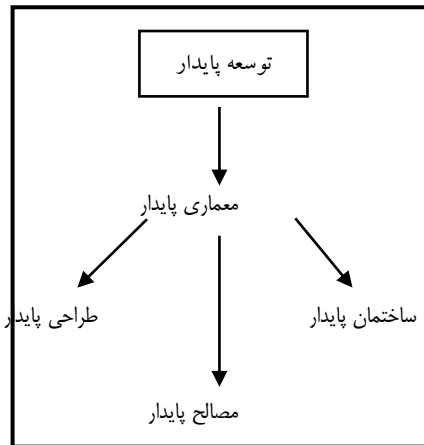 توسعه پایدار
معماری پایدار
ساختمان پایدار
طراحی پایدار
مصالح پایدار